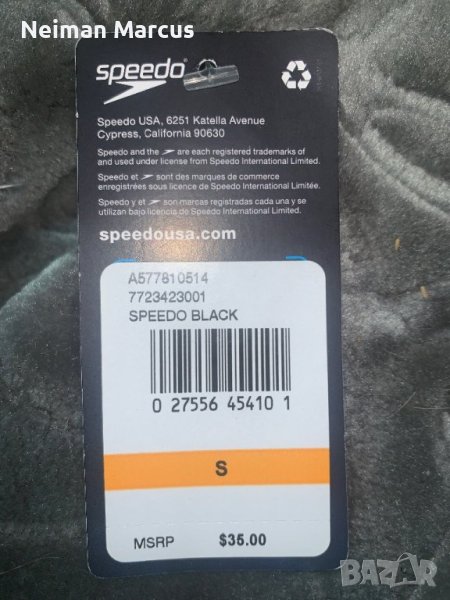 Neiman Marcus
speedo
Speedo USA, 6251 Katella Avenue
Cypress, California 90630
Speedo and the are each registered trademarks of
and used under license from Speedo International Limited.
Speedo et sont des marques de commerce
enregistrées sous licence de Speedo International Limitée.
Speedo y et son marcas registradas cada una y se
utilizan bajo licencia de Speedo International Limited.
speedousa.com
A577810514
7723423001
SPEEDO BLACK
0 27556 45410 1
S
MSRP $35.00
BAZAR